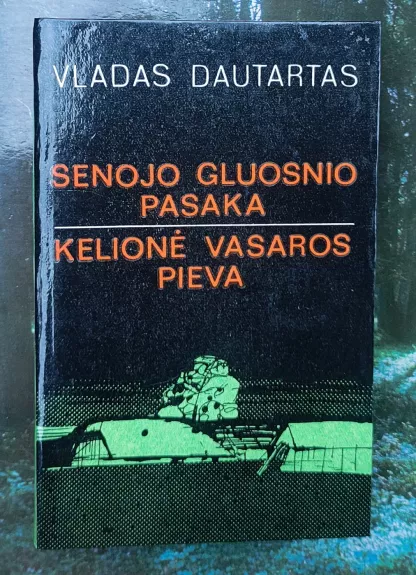 VLADAS DAUTARTAS
SENOJO GLUOSNIO
PASAKA
KELIONĖ VASAROS
PIEVA